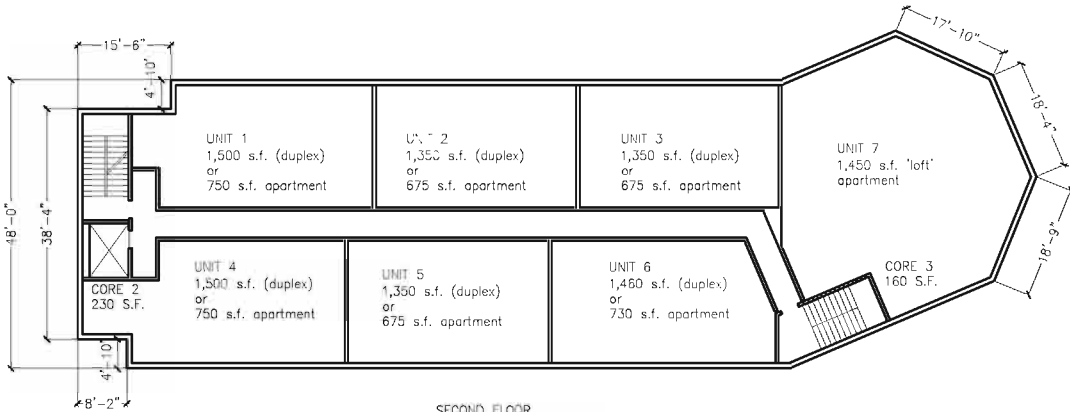 15'-6"
4'-10'
48'-0"
38'-4"
17'-10"
18'-4"
18'-9"
UNIT 1
1,500 s.f. (duplex)
or
750 s.f. apartment
UNIT 2
1,350 s.f. (duplex)
or
675 s.f. apartment
UNIT 3
1,350 s.f. (duplex)
or
675 s.f. apartment
UNIT 7
1,450 s.f. 'loft'
apartment
UNIT 4
1,500 s.f. (duplex)
or
750 s.f. apartment
UNIT 5
1,350 s.f. (duplex)
or
675 s.f. apartment
UNIT 6
1,460 s.f. (duplex)
or
730 s.f. apartment
CORE 3
160 S.F.
CORE 2
230 S.F.
4'-10'
8'-2"
SECOND FLOOR